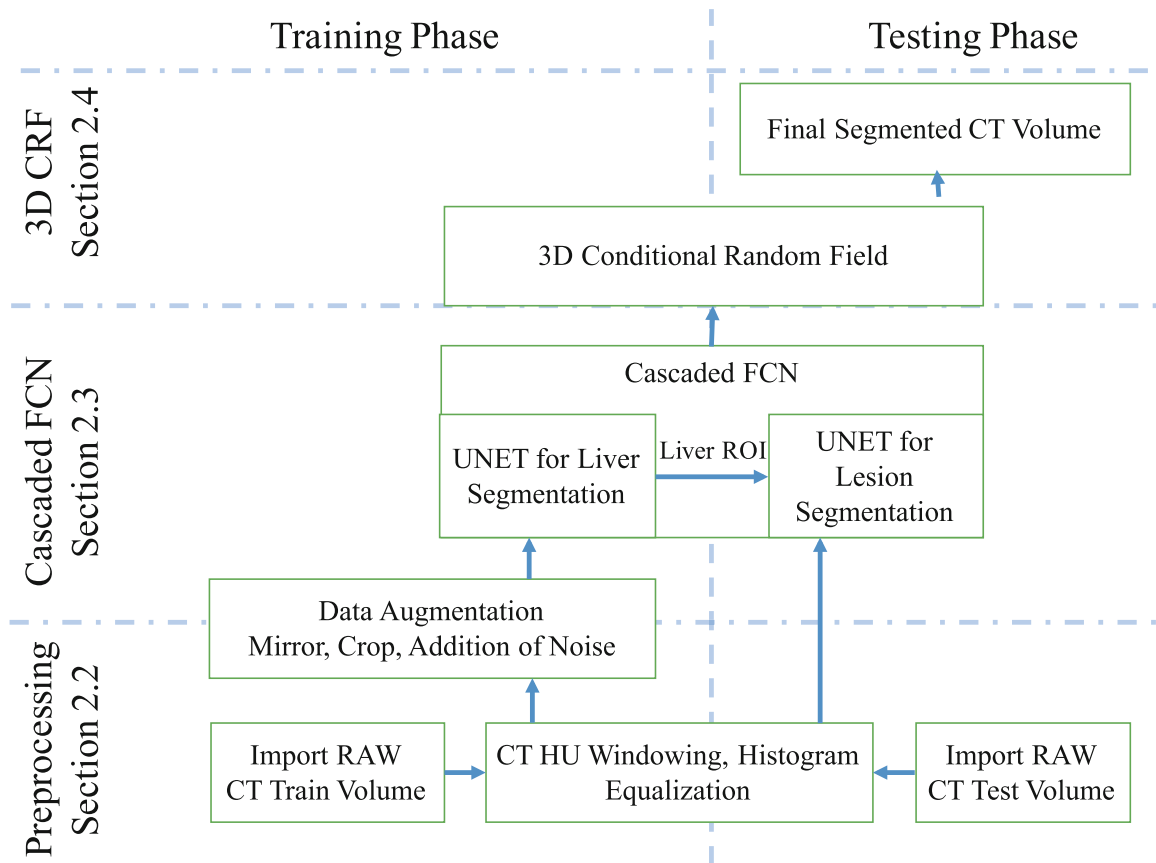 Training Phase
Testing Phase
3D CRF
Section 2.4
Final Segmented CT Volume
3D Conditional Random Field
Cascaded FCN
Section 2.3
Cascaded FCN
UNET for Liver
Segmentation
Liver ROI
UNET for
Lesion
Segmentation
Data Augmentation
Mirror, Crop, Addition of Noise
Preprocessing
Section 2.2
Import RAW
CT Train Volume
CT HU Windowing, Histogram
Equalization
Import RAW
CT Test Volume